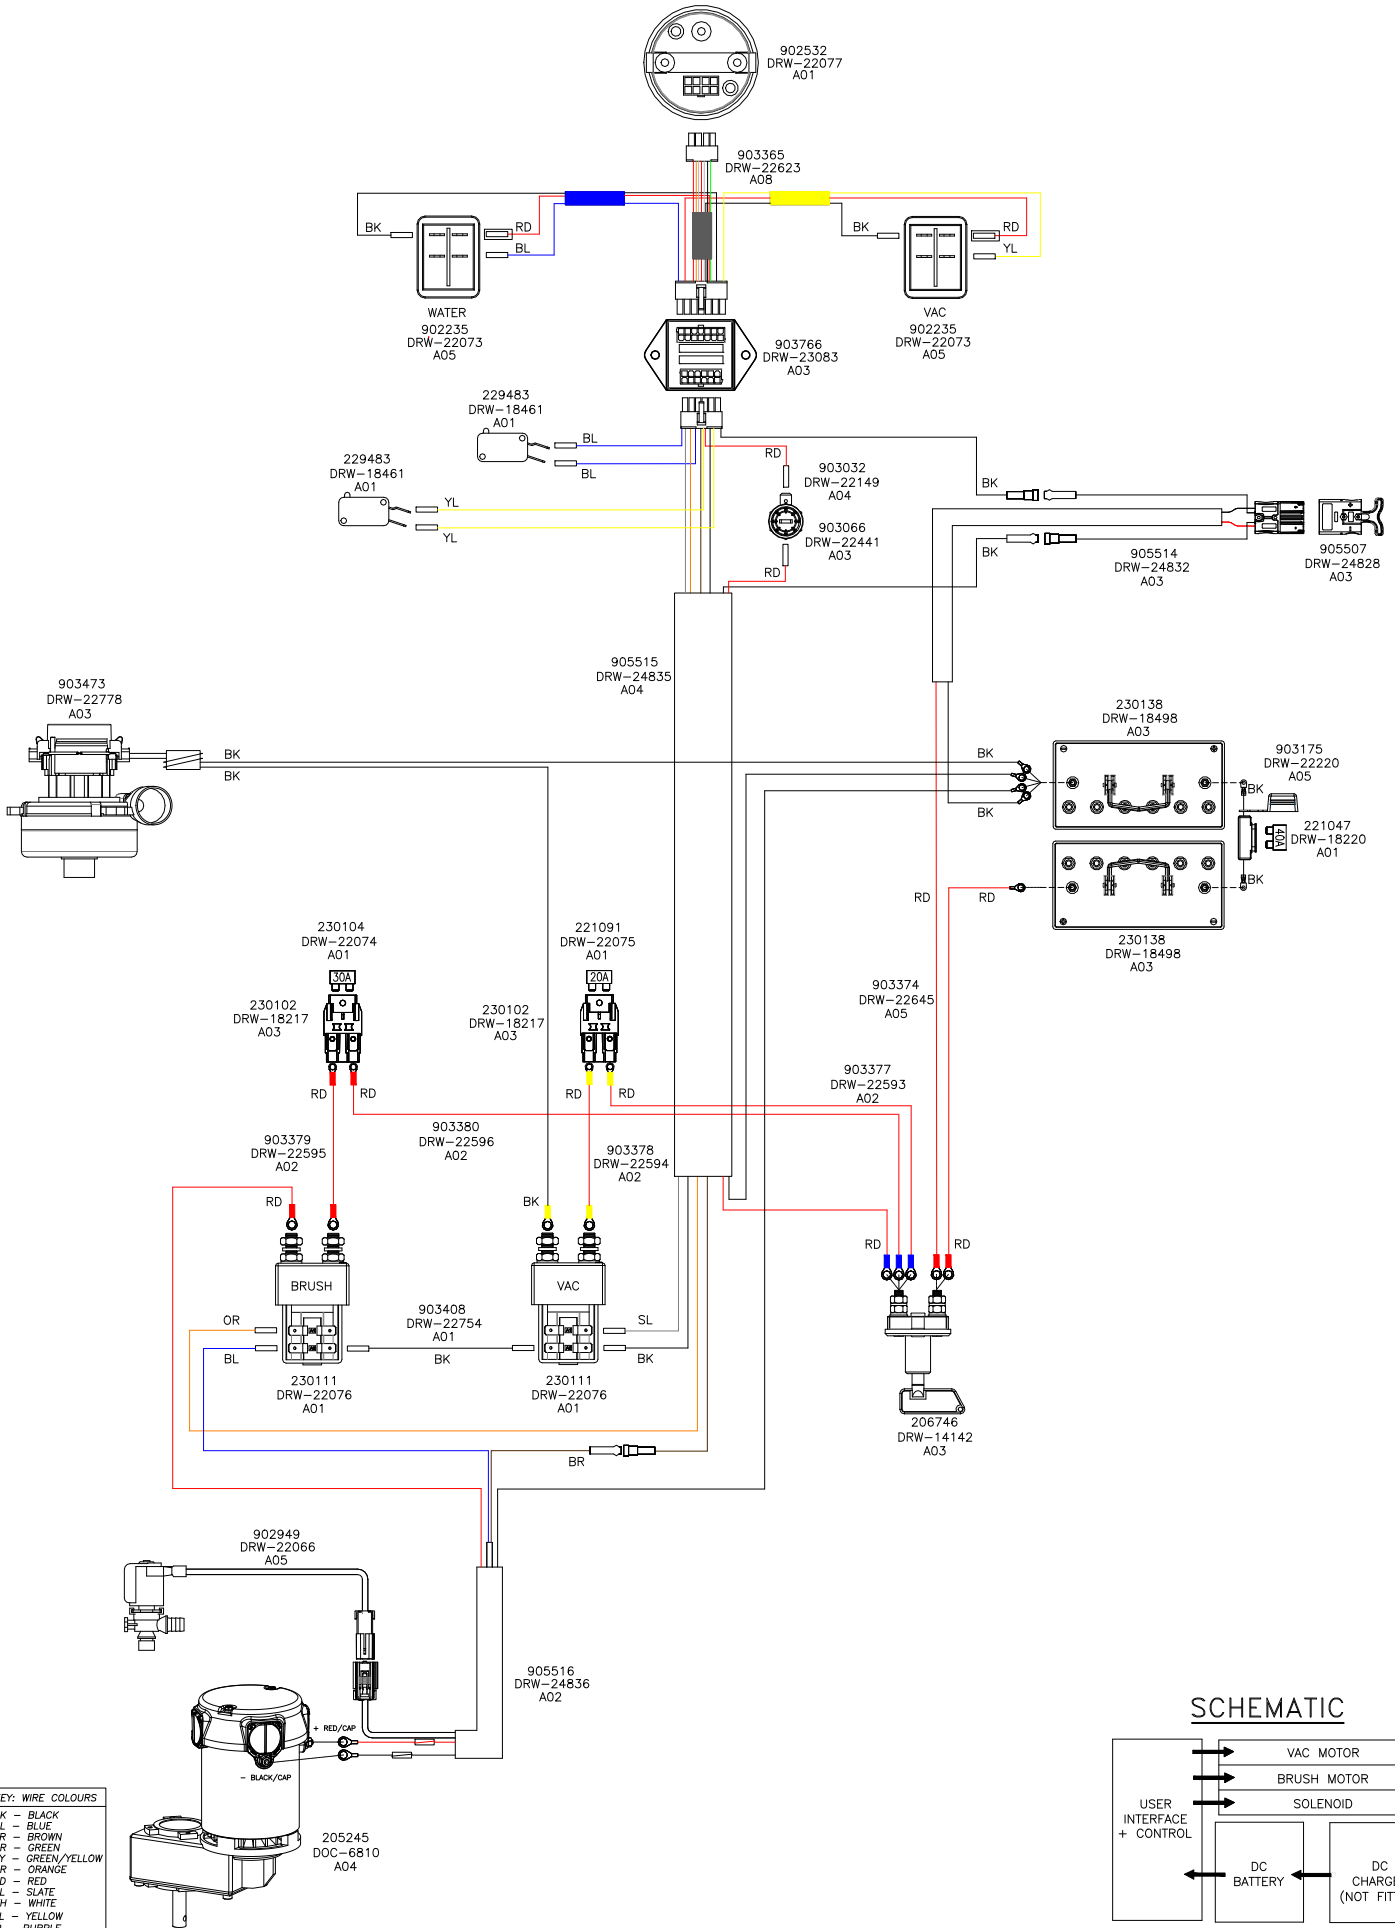 902532
DRW-22077
A01
903365
DRW-22623
A08
BK
RD
BL
BK
RD
YL
WATER
902235
DRW-22073
A05
VAC
902235
DRW-22073
A05
903766
DRW-23083
A03
229483
DRW-18461
A01
BL
BL
229483
DRW-18461
A01
YL
YL
RD
903032
DRW-22149
A04
903066
DRW-22441
A03
RD
BK
BK
905514
DRW-24832
A03
905507
DRW-24828
A03
905515
DRW-24835
A04
903473
DRW-22778
A03
BK
BK
230138
DRW-18498
A03
BK
BK
903175
DRW-22220
A05
BK
40A
221047
DRW-18220
A01
BK
RD
RD
230138
DRW-18498
A03
230104
DRW-22074
A01
30A
230102
DRW-18217
A03
221091
DRW-22075
A01
20A
230102
DRW-18217
A03
903374
DRW-22645
A05
903377
DRW-22593
A02
RD
RD
RD
RD
903379
DRW-22595
A02
903380
DRW-22596
A02
903378
DRW-22594
A02
RD
BK
RD
RD
BRUSH
VAC
OR
BL
903408
DRW-22754
A01
BK
SL
BK
230111
DRW-22076
A01
230111
DRW-22076
A01
206746
DRW-14142
A03
BR
902949
DRW-22066
A05
905516
DRW-24836
A02
+ RED/CAP
- BLACK/CAP
205245
DOC-6810
A04
EY: WIRE COLOURS
K - BLACK
L - BLUE
R - BROWN
R - GREEN
Y - GREEN/YELLOW
R - ORANGE
D - RED
L - SLATE
H - WHITE
L - YELLOW
SCHEMATIC
USER
INTERFACE
+ CONTROL
VAC MOTOR
BRUSH MOTOR
SOLENOID
DC
BATTERY
DC
CHARGE
(NOT FIT